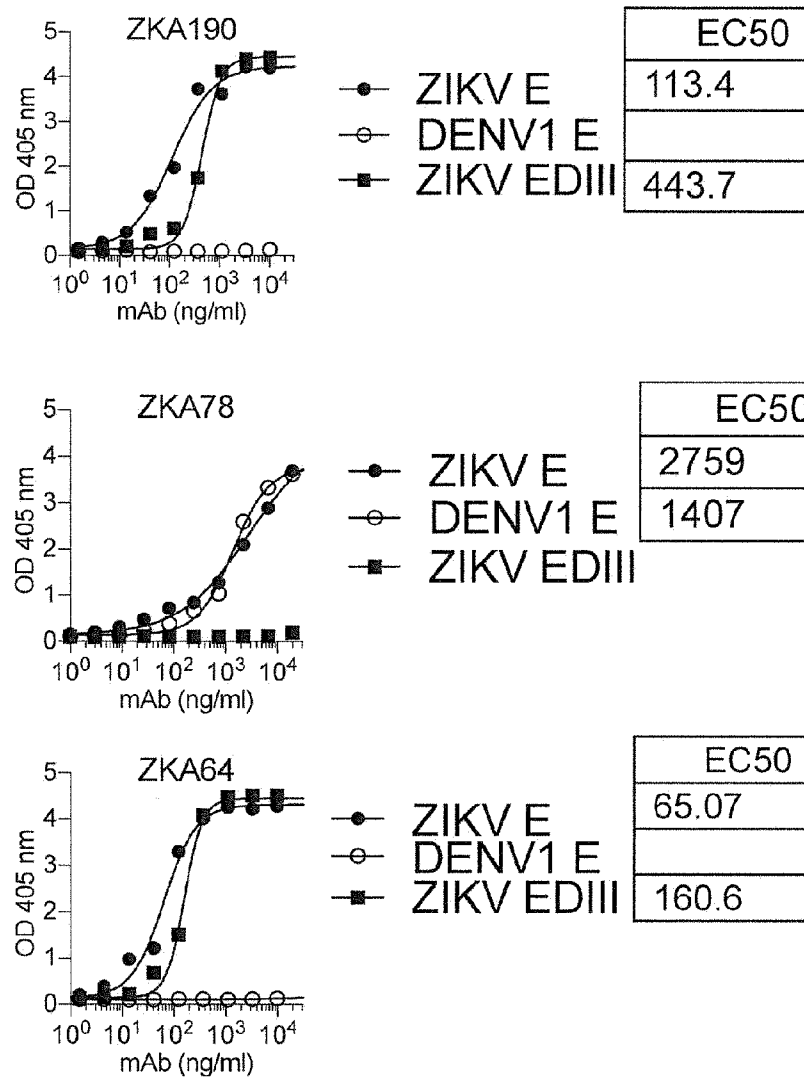 ZKA190
EC50
5
4
3
2
1
0
OD 405 nm
10⁰ 10¹ 10² 10³ 10⁴
mAb (ng/ml)
ZIKV E
DENV1 E
ZIKV EDIII
113.4
443.7
ZKA78
EC50
5
4
3
2
1
0
OD 405 nm
10⁰ 10¹ 10² 10³ 10⁴
mAb (ng/ml)
ZIKV E
DENV1 E
ZIKV EDIII
2759
1407
ZKA64
EC50
5
4
3
2
1
0
OD 405 nm
10⁰ 10¹ 10² 10³ 10⁴
mAb (ng/ml)
ZIKV E
DENV1 E
ZIKV EDIII
65.07
160.6